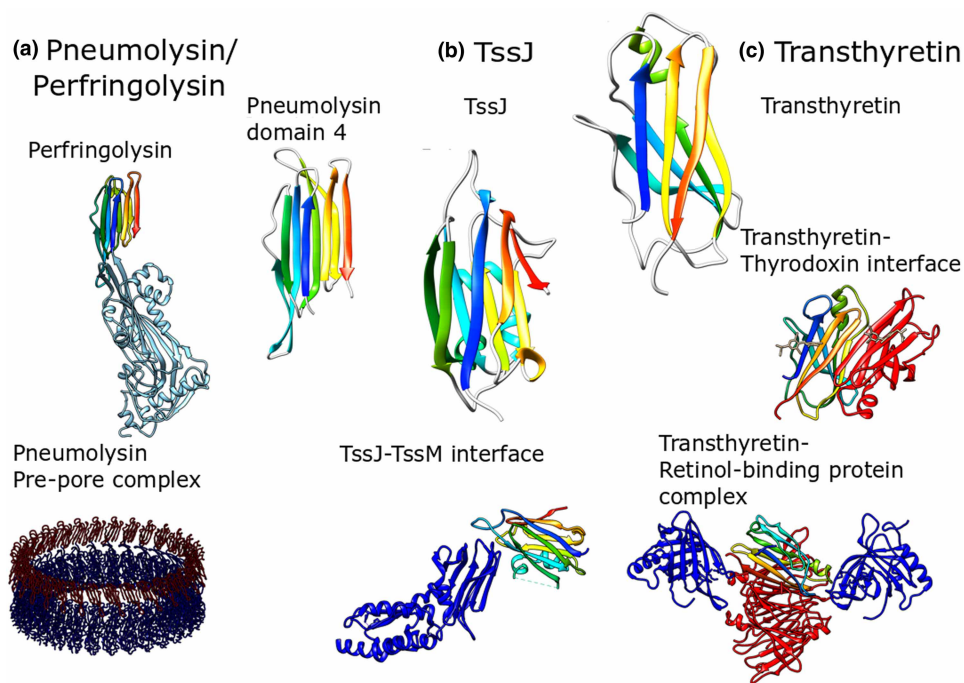 (a) Pneumolysin/
Perfringolysin
Perfringolysin
Pneumolysin
domain 4
Pneumolysin
Pre-pore complex
(b) TssJ
TssJ
TssJ-TssM interface
(c) Transthyretin
Transthyretin
Transthyretin-
Thyrodoxin interface
Transthyretin-
Retinol-binding protein
complex